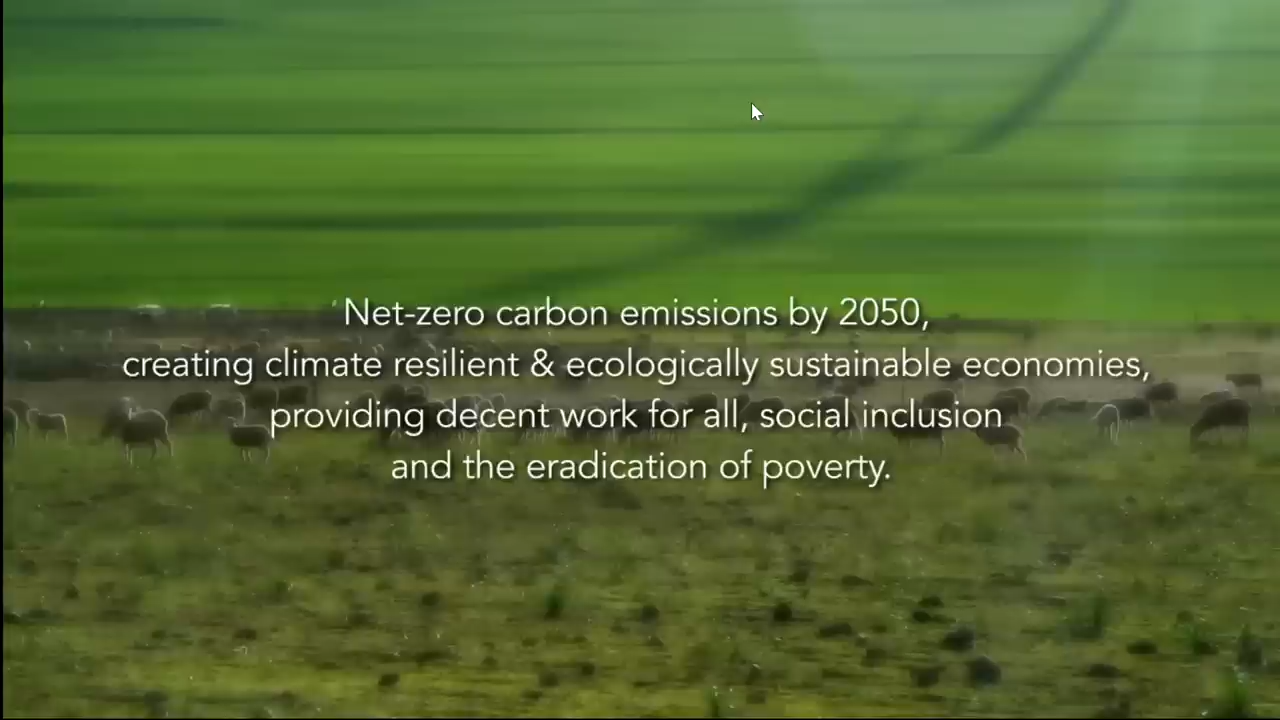 Net-zero carbon emissions by 2050,
creating climate resilient & ecologically sustainable economies,
providing decent work for all, social inclusion
and the eradication of poverty.